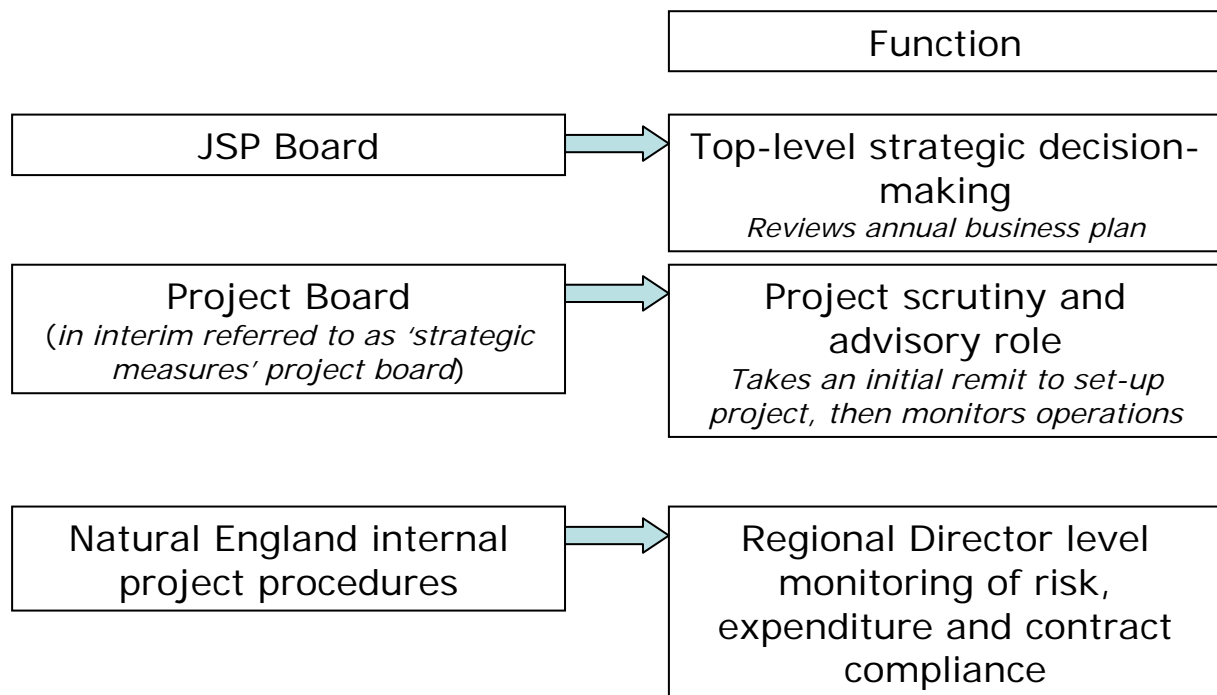 Function
JSP Board
Top-level strategic decision-
making
Reviews annual business plan
Project Board
(in interim referred to as ‘strategic
measures’ project board)
Project scrutiny and
advisory role
Takes an initial remit to set-up
project, then monitors operations
Natural England internal
project procedures
Regional Director level
monitoring of risk,
expenditure and contract
compliance